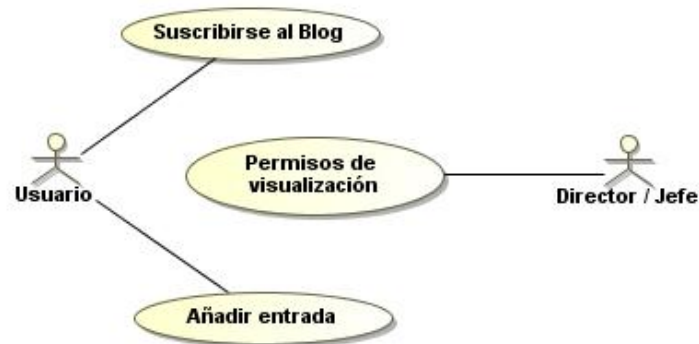 Suscribirse al Blog
Permisos de
visualización
Usuario
Director / Jefe
Añadir entrada